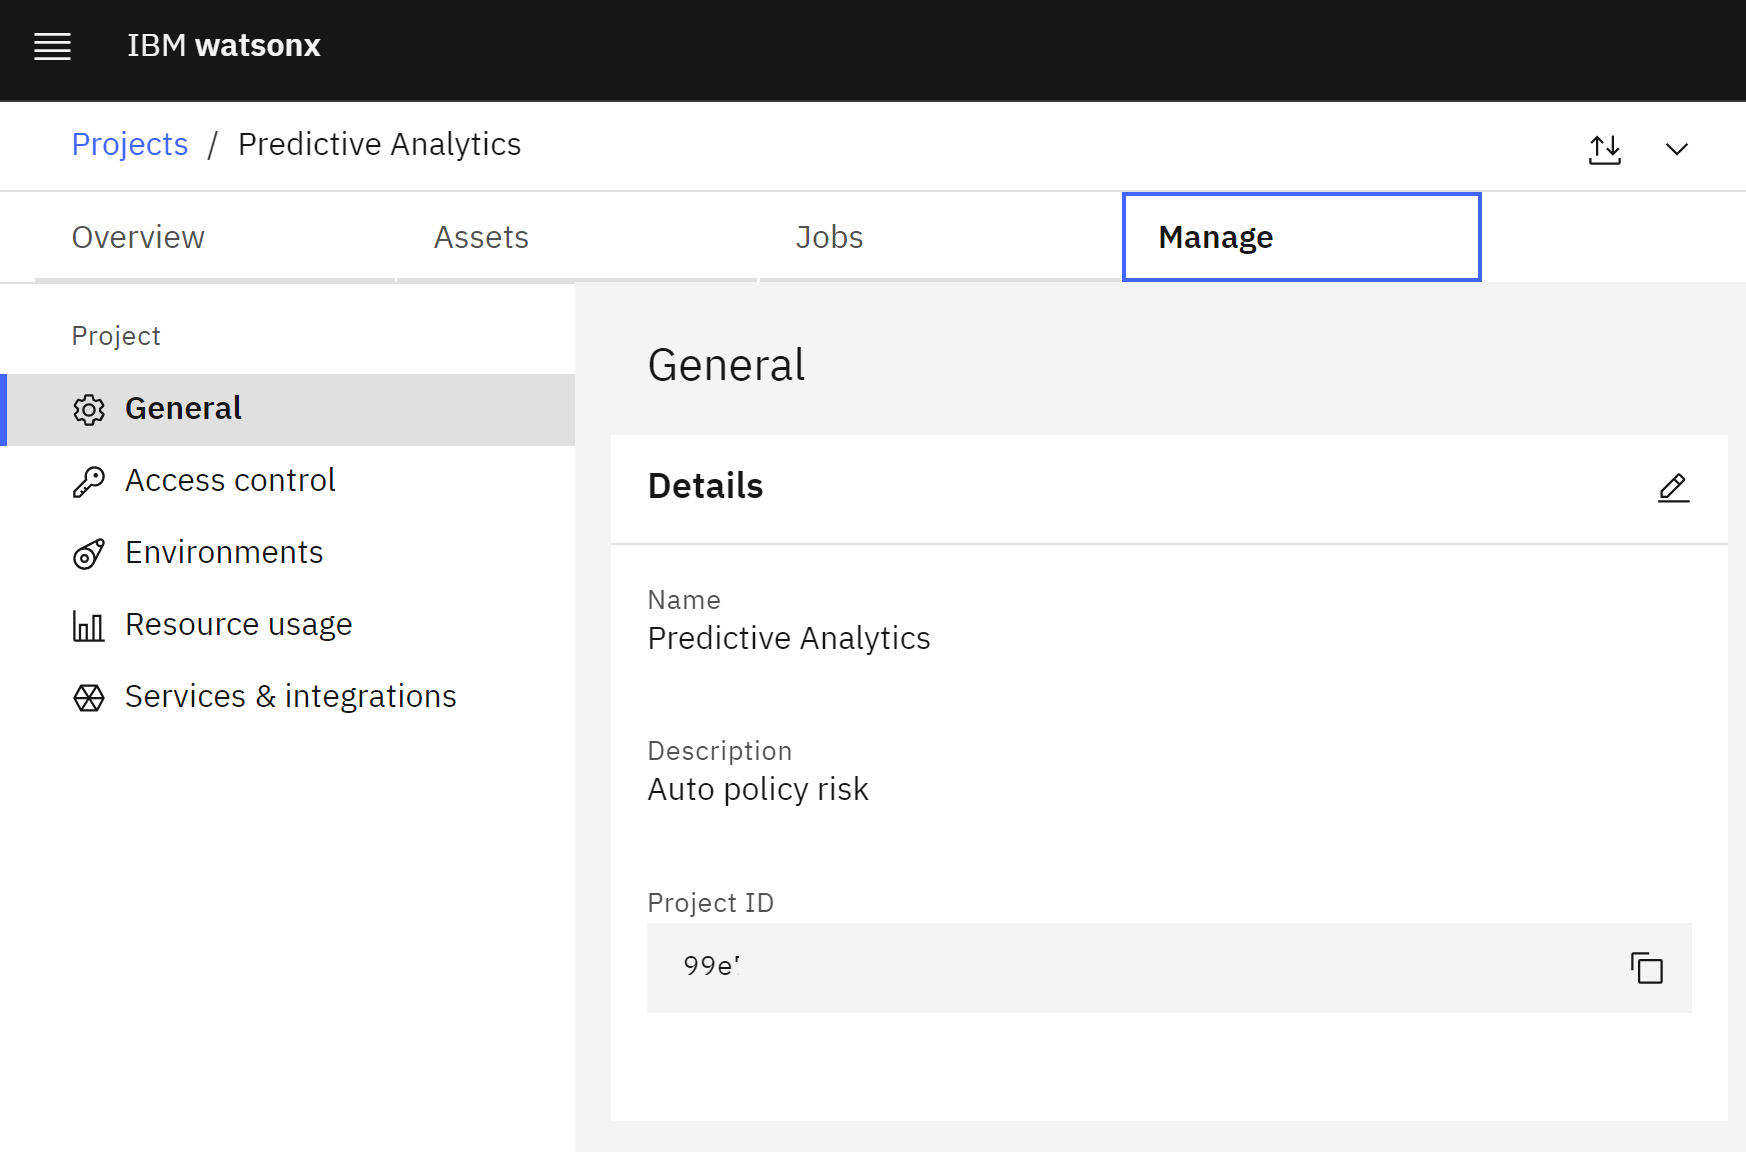 IBM watsonx
Projects / Predictive Analytics
Overview Assets Jobs Manage
Project
General
Access control
Environments
Resource usage
Services & integrations
General
Details
Name
Predictive Analytics
Description
Auto policy risk
Project ID
99e